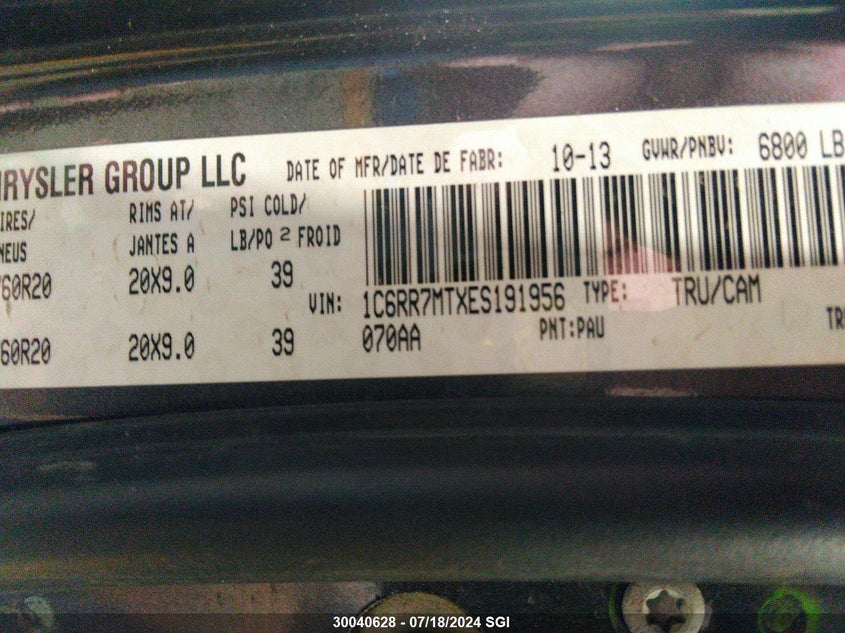 RYSLER GROUP LLC DATE OF MFR/DATE DE FABR: 10-13 GVWR/PNBV: 6800 LB
IRES/ RIMS AT/ PSI COLD/
NEUS JANTES A LB/PO 2 FROID
60R20 20X9.0 39
VIN: 1C6RR7MTXES191956 TYPE: TRU/CAM
60R20 20X9.0 39 070AA PNT:PAU TR
30040628 - 07/18/2024 SGI